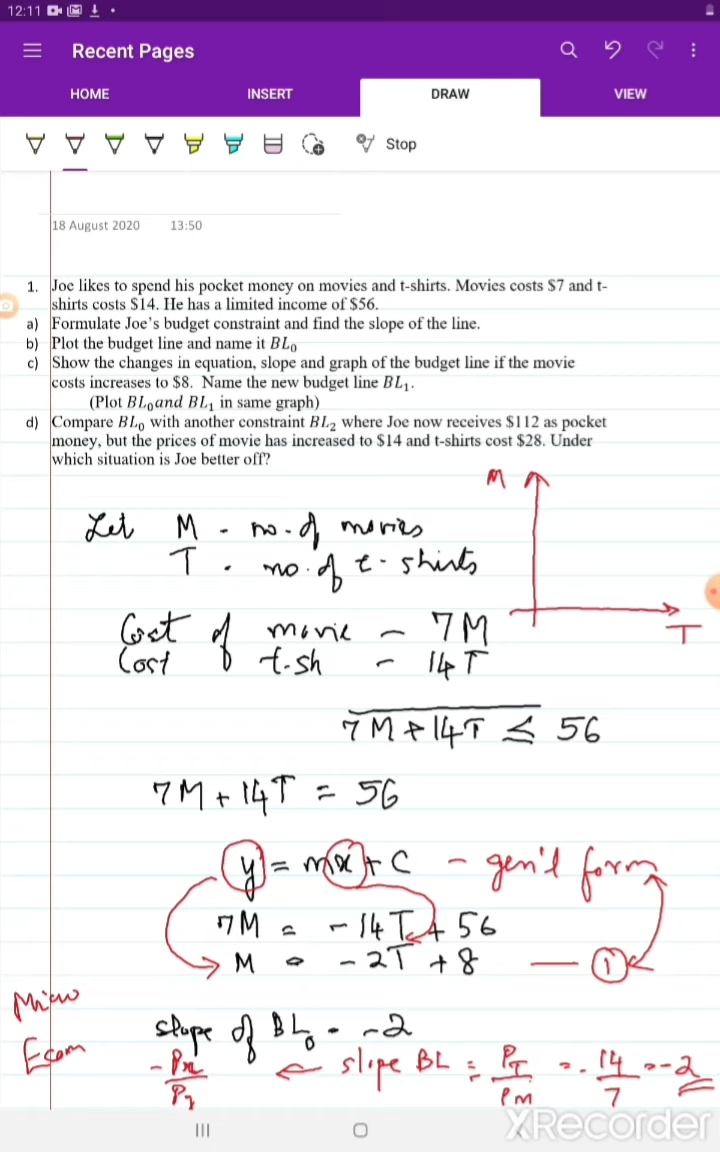 12:11
Recent Pages
HOME INSERT DRAW VIEW
Stop
18 August 2020 13:50
1. Joe likes to spend his pocket money on movies and t-shirts. Movies costs $7 and t-
shirts costs $14. He has a limited income of $56.
a) Formulate Joe's budget constraint and find the slope of the line.
b) Plot the budget line and name it BL₀
c) Show the changes in equation, slope and graph of the budget line if the movie
costs increases to $8. Name the new budget line BL₁.
(Plot BL₀and BL₁ in same graph)
d) Compare BL₀ with another constraint BL₂ where Joe now receives $112 as pocket
money, but the prices of movie has increased to $14 and t-shirts cost $28. Under
which situation is Joe better off?
M
Let M - no. of movies
T - no. of t-shirts
T
Cost of movie - 7M
Cost of t-sh - 14T
7M + 14T ≤ 56
7M + 14T = 56
y = mx + c - gen'l form
7M = -14T + 56
M = -2T + 8 — ①
Micro
Econ
slope of BL₀ = -2
-Px/Py ← slope BL = PT/PM = -14/7 = -2
XRecorder